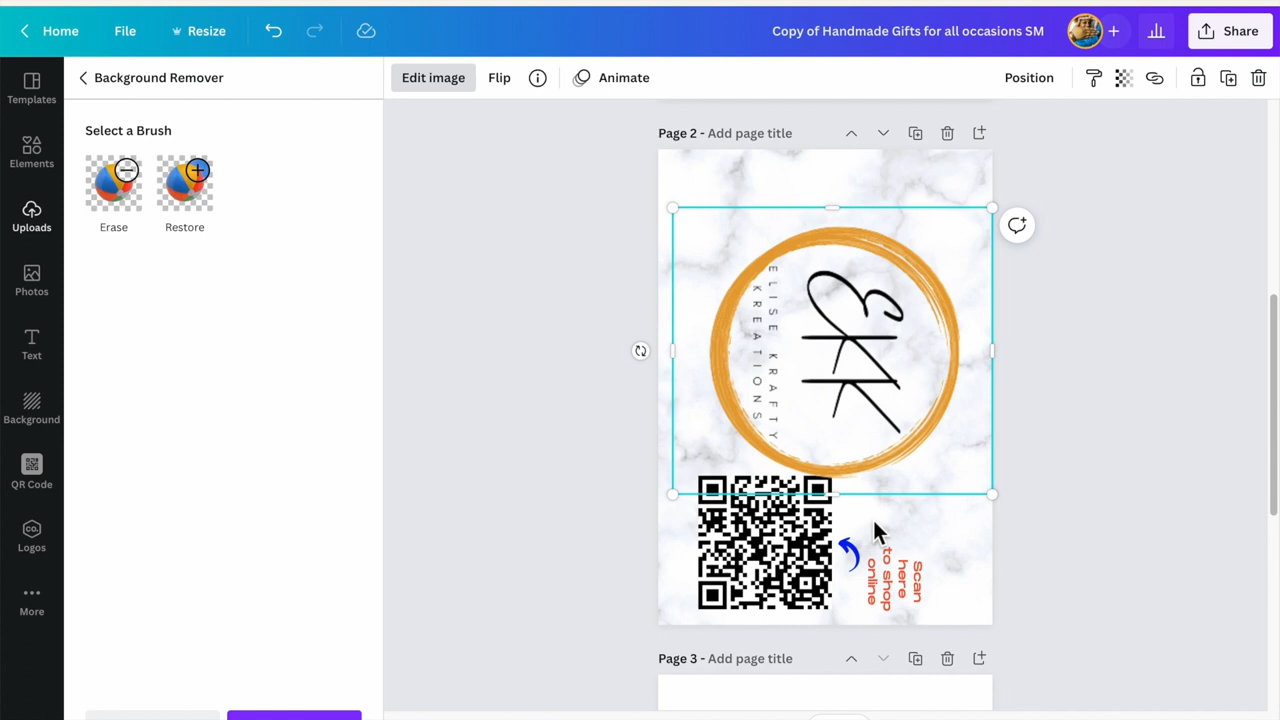 Home
File
Resize
Copy of Handmade Gifts for all occasions SM
Share
Templates
Elements
Uploads
Photos
Text
Background
QR Code
CO.
Logos
More
Background Remover
Select a Brush
Erase
Restore
Edit image
Flip
Animate
Position
Page 2 - Add page title
EKK
ELISE KRAFTY
KREATIONS
Scan
here
to shop
online
Page 3 - Add page title